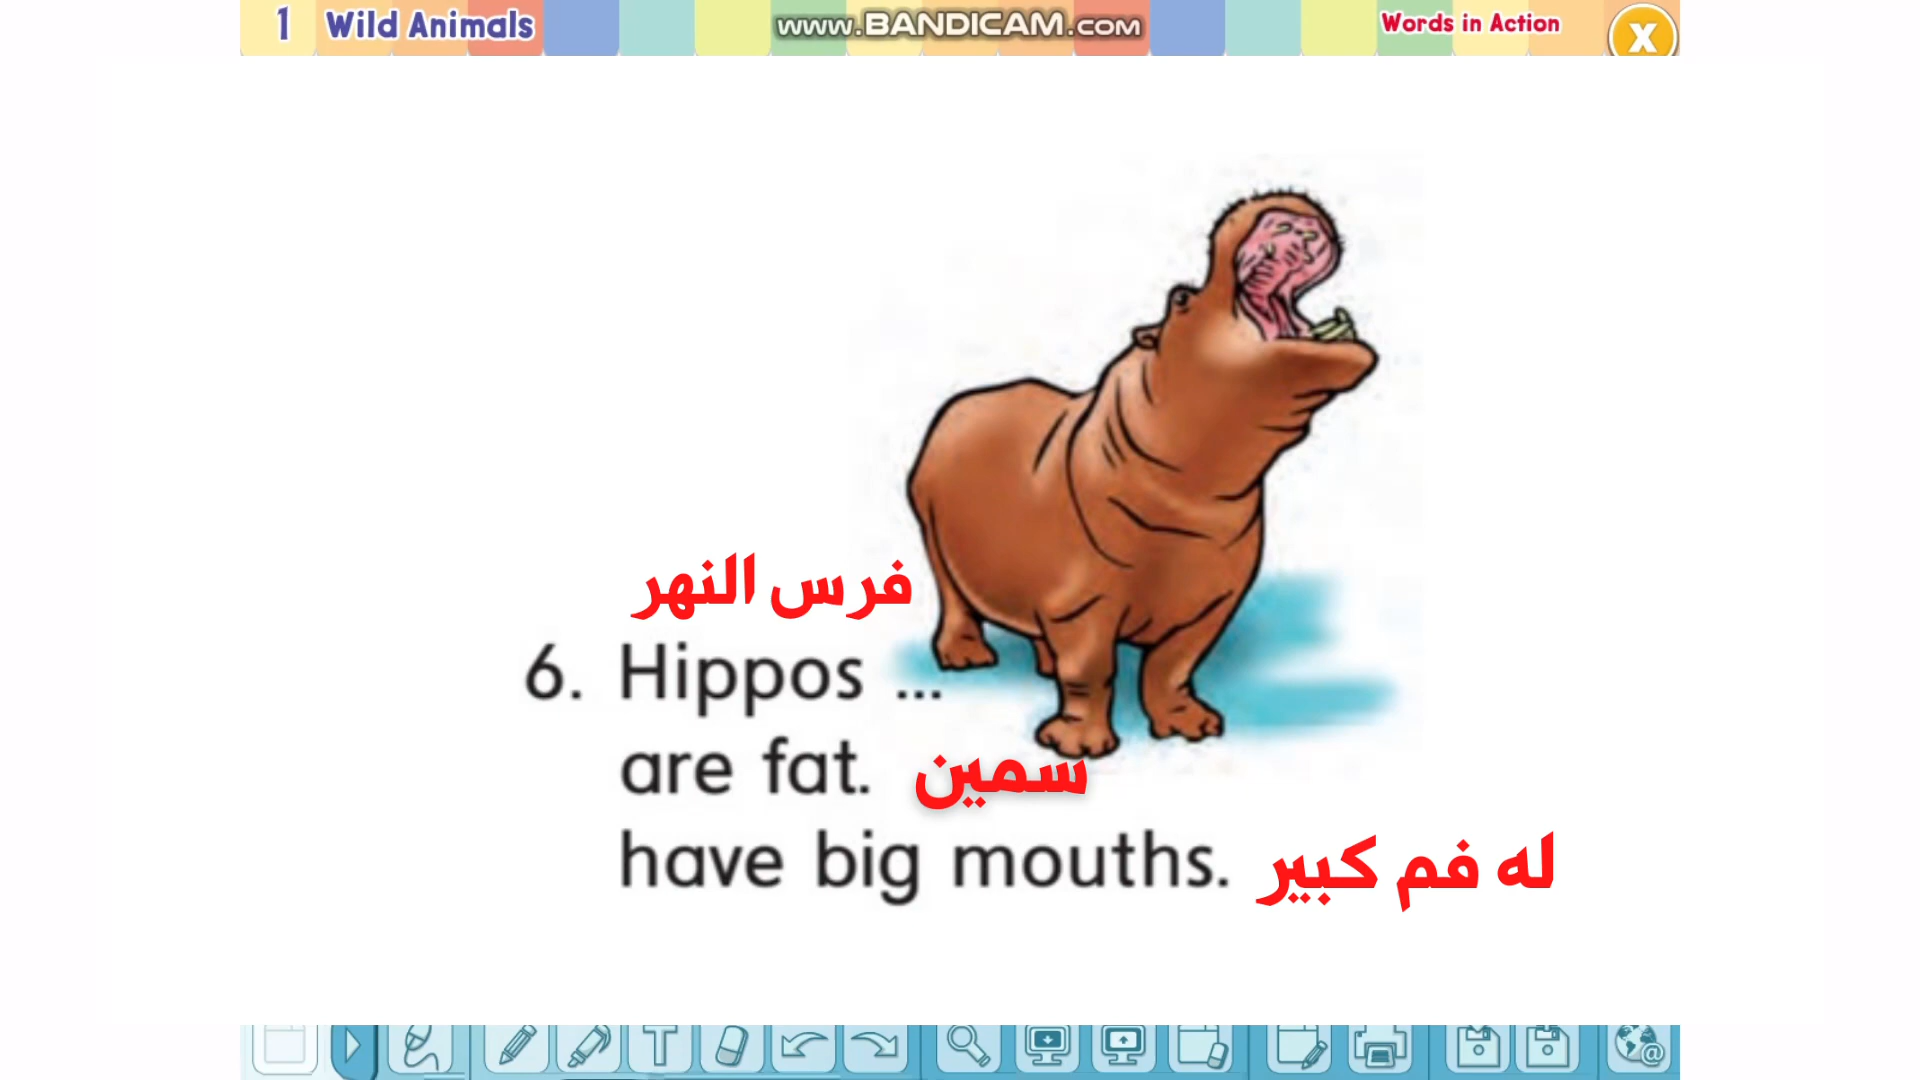 1 Wild Animals
www.BANDICAM.com
Words in Action
X
فرس النهر
6. Hippos ...
are fat. سمين
have big mouths. له فم كبير
T
@